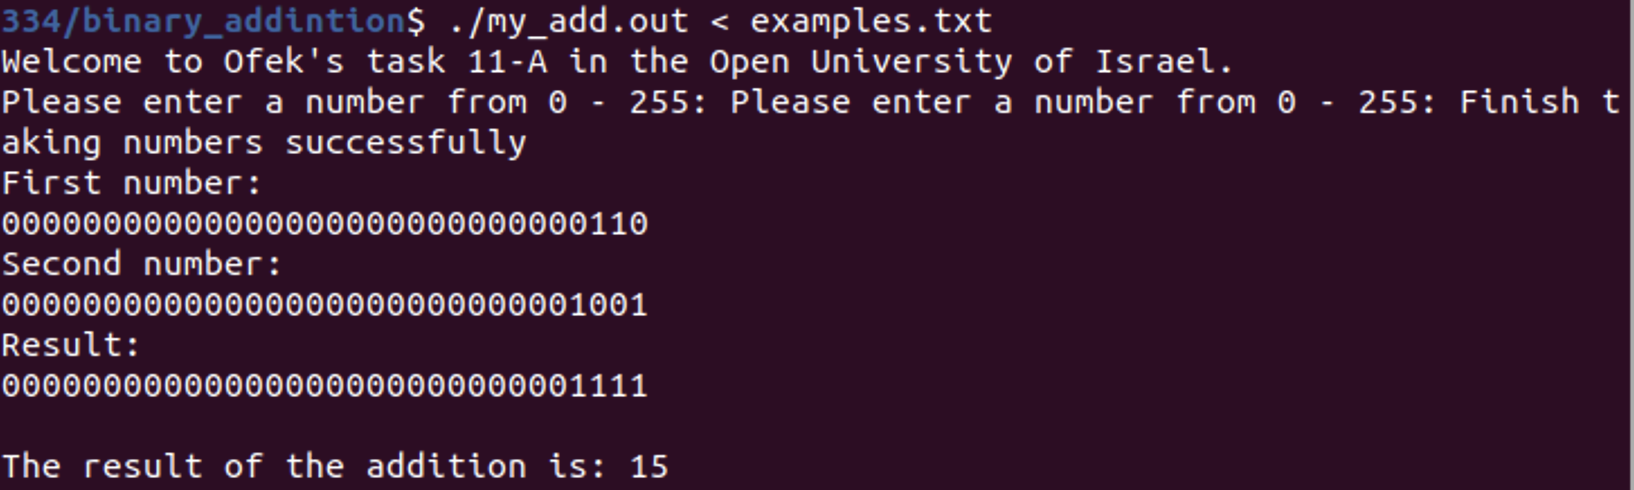 334/binary_addintion$ ./my_add.out < examples.txt
Welcome to Ofek's task 11-A in the Open University of Israel.
Please enter a number from 0 - 255: Please enter a number from 0 - 255: Finish t
aking numbers successfully
First number:
00000000000000000000000000000110
Second number:
00000000000000000000000000001001
Result:
00000000000000000000000000001111

The result of the addition is: 15